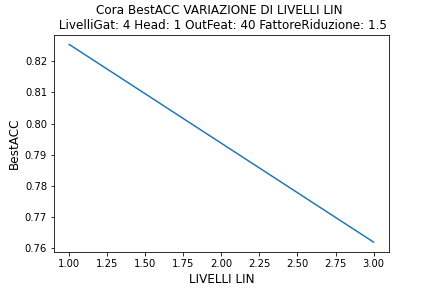 Cora BestACC VARIAZIONE DI LIVELLI LIN
LivelliGat: 4 Head: 1 OutFeat: 40 FattoreRiduzione: 1.5
BestACC
0.82
0.81
0.80
0.79
0.78
0.77
0.76
1.00 1.25 1.50 1.75 2.00 2.25 2.50 2.75 3.00
LIVELLI LIN